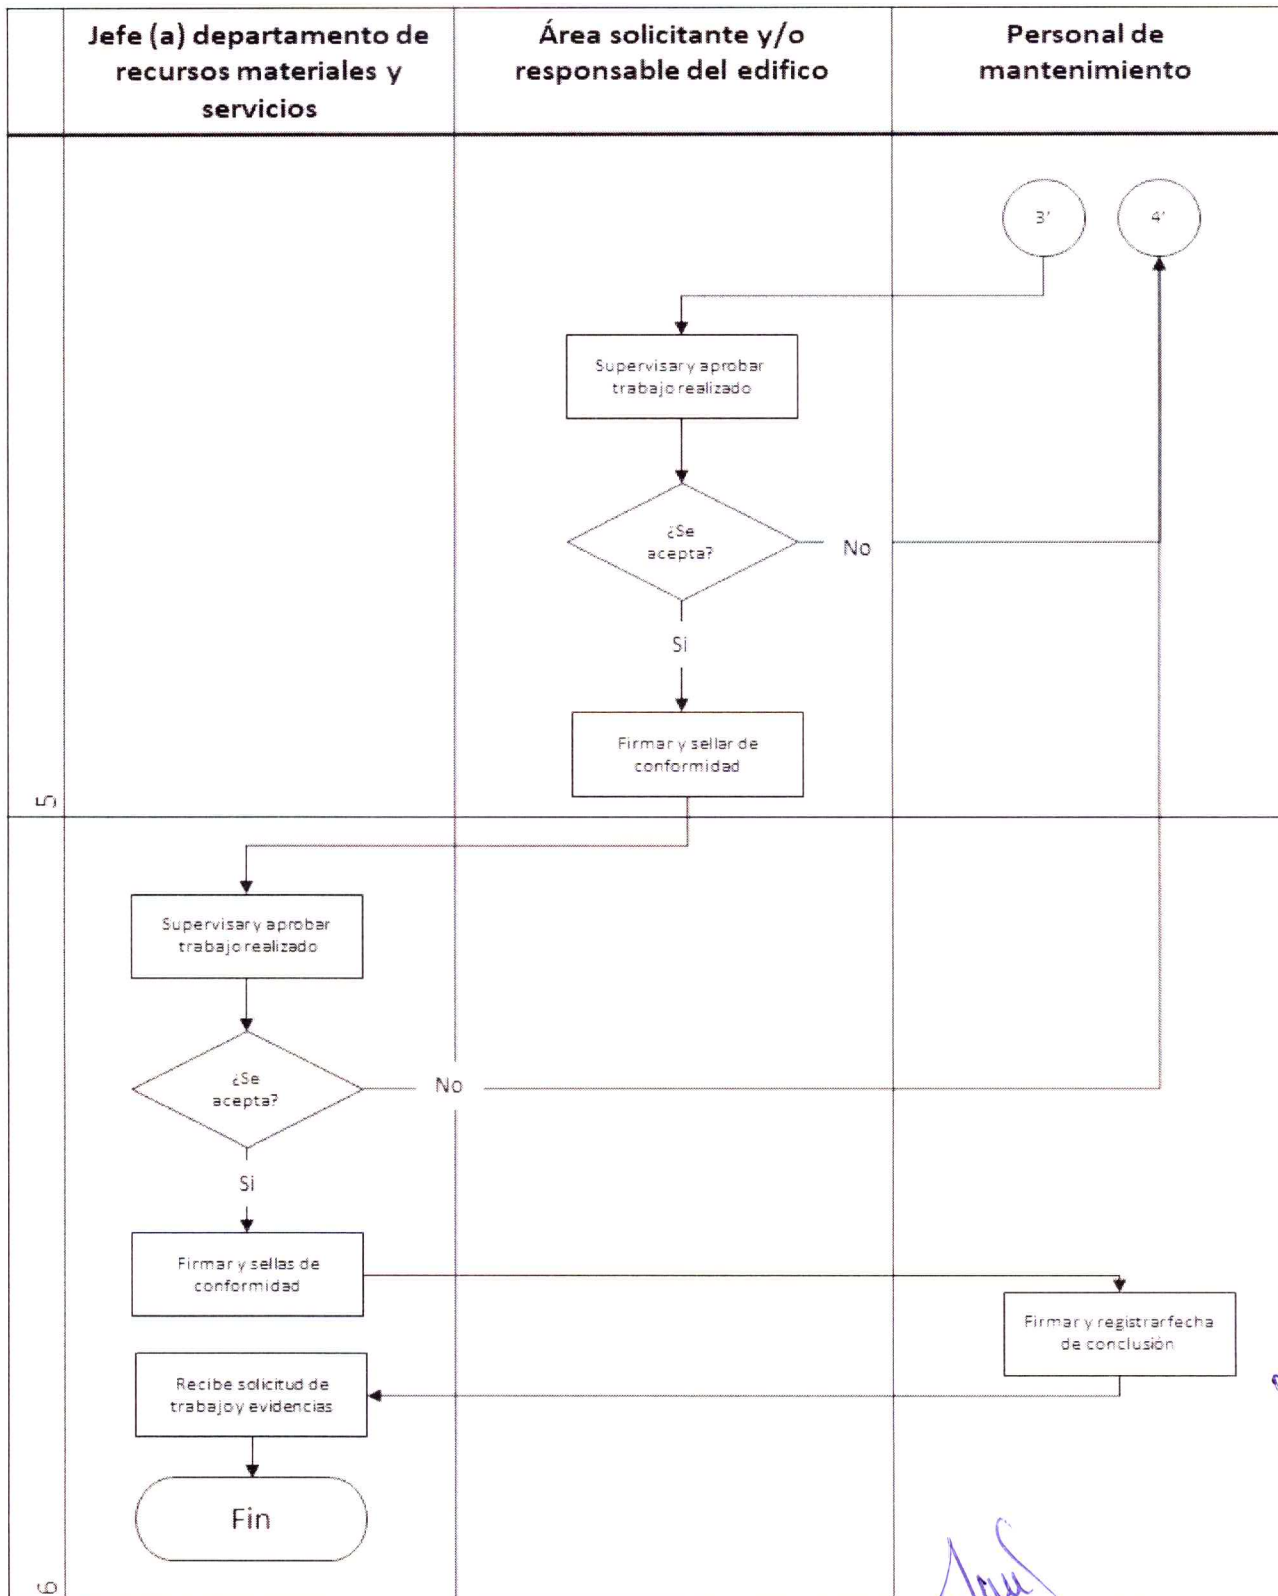 Jefe (a) departamento de
recursos materiales y
servicios
Área solicitante y/o
responsable del edifico
Personal de
mantenimiento
3'
4'
Supervisar y aprobar
trabajo realizado
¿Se
acepta?
No
Si
Firmar y sellar de
conformidad
5
Supervisar y aprobar
trabajo realizado
¿Se
acepta?
No
Si
Firmar y sellas de
conformidad
Firmar y registrar fecha
de conclusión
Recibe solicitud de
trabajo y evidencias
Fin
6